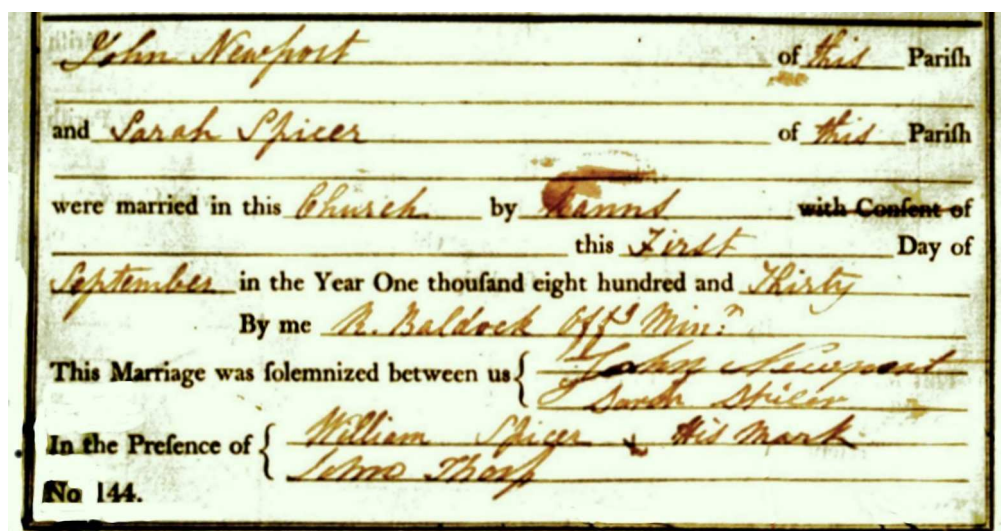 John Newport of this Pariſh
and Sarah Spicer of this Pariſh
were married in this Church by Banns with Conſent of
this First Day of
September in the Year One thouſand eight hundred and Thirty
By me R. Baldock Offg Minr
This Marriage was ſolemnized between us { John Newport
Sarah Spicer
In the Preſence of { William Spicer x His Mark
Thorp
No 144.